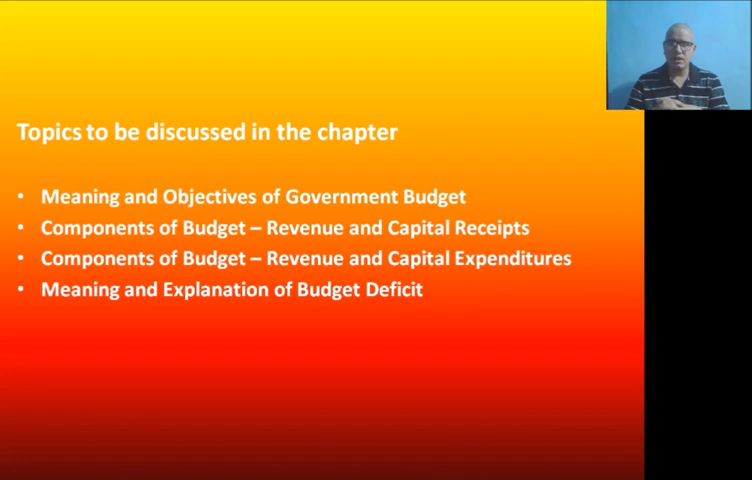 Topics to be discussed in the chapter
• Meaning and Objectives of Government Budget
• Components of Budget – Revenue and Capital Receipts
• Components of Budget – Revenue and Capital Expenditures
• Meaning and Explanation of Budget Deficit